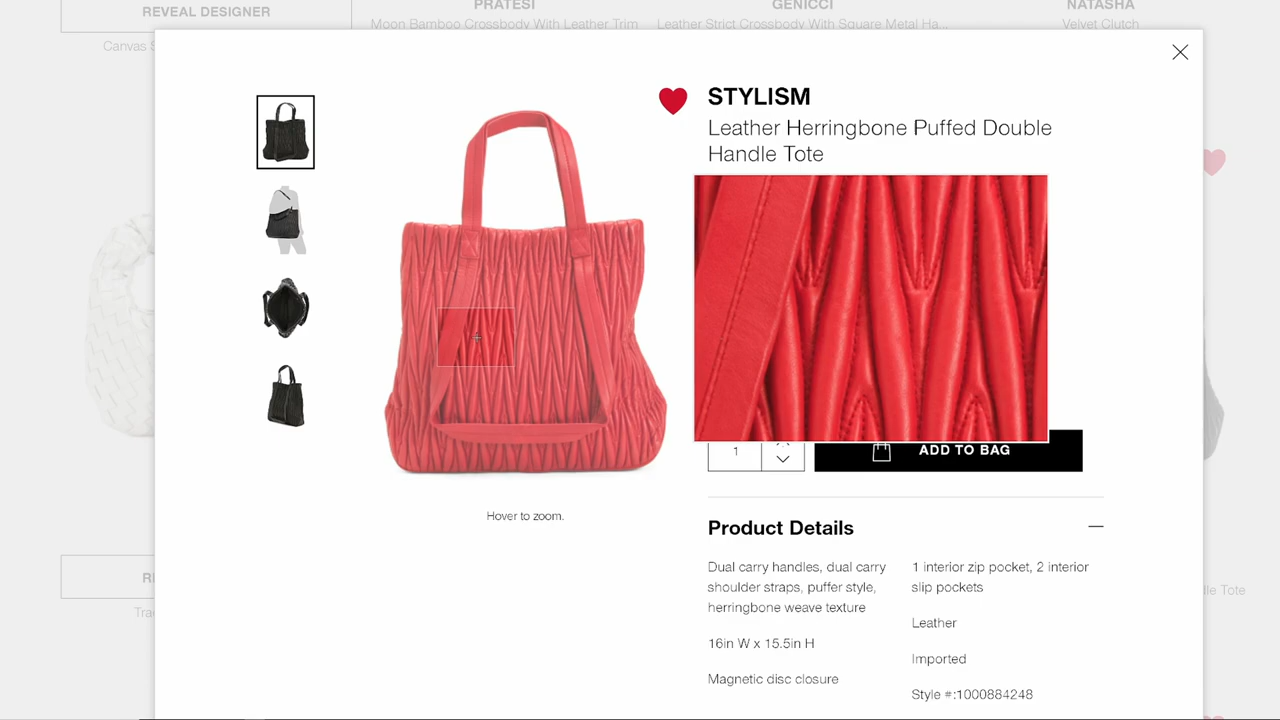 REVEAL DESIGNER
PRATESI
GENICCI
NATASHA
Canvas S
Moon Bamboo Crossbody With Leather Trim
Leather Strict Crossbody With Square Metal Ha...
Velvet Clutch
STYLISM
Leather Herringbone Puffed Double
Handle Tote
1
ADD TO BAG
Hover to zoom.
Product Details
Dual carry handles, dual carry
shoulder straps, puffer style,
herringbone weave texture
16in W x 15.5in H
Magnetic disc closure
1 interior zip pocket, 2 interior
slip pockets
Leather
Imported
Style #:1000884248